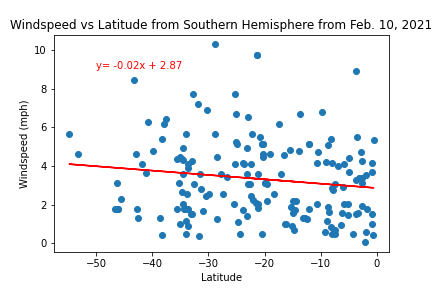 Windspeed vs Latitude from Southern Hemisphere from Feb. 10, 2021
10
8
6
4
2
0
Windspeed (mph)
y= -0.02x + 2.87
−50 −40 −30 −20 −10 0
Latitude